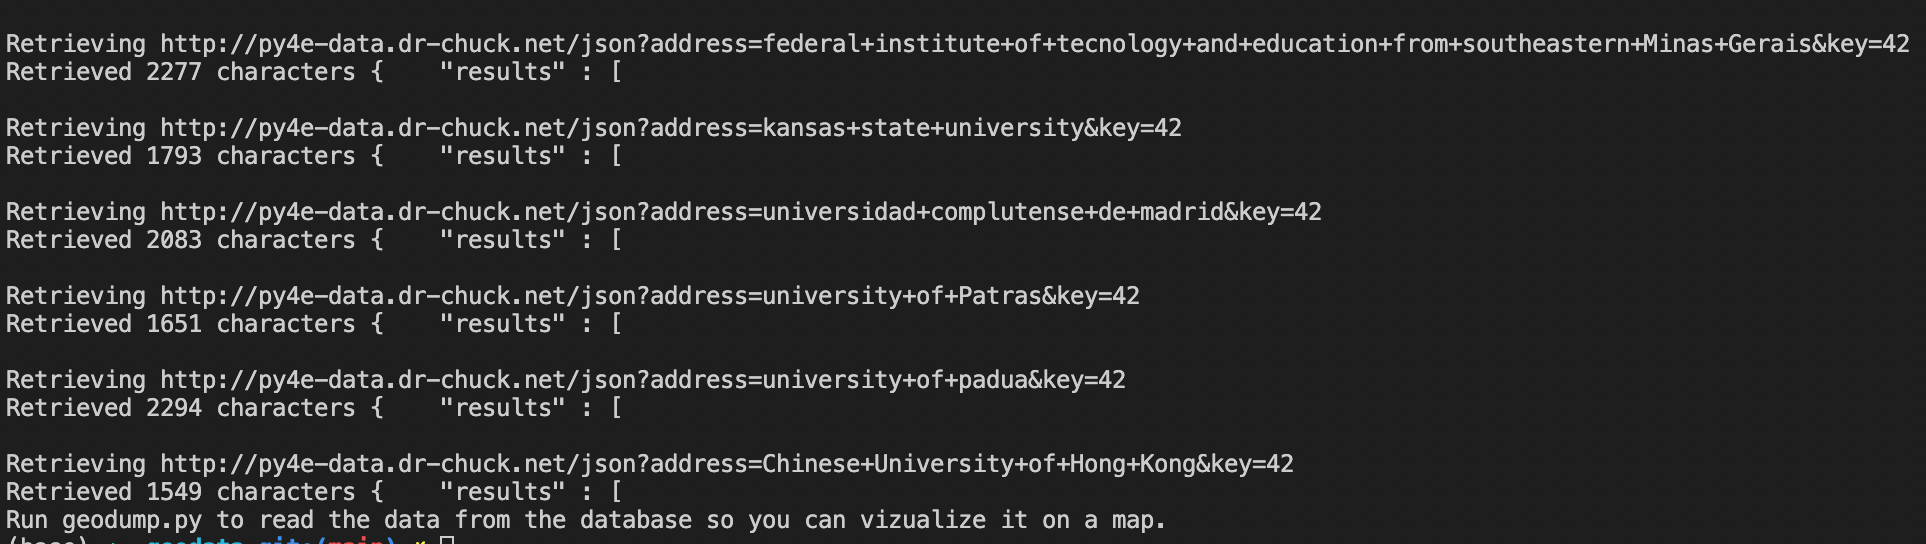 Retrieving http://py4e-data.dr-chuck.net/json?address=federal+institute+of+tecnology+and+education+from+southeastern+Minas+Gerais&key=42
Retrieved 2277 characters {    "results" : [
Retrieving http://py4e-data.dr-chuck.net/json?address=kansas+state+university&key=42
Retrieved 1793 characters {    "results" : [
Retrieving http://py4e-data.dr-chuck.net/json?address=universidad+complutense+de+madrid&key=42
Retrieved 2083 characters {    "results" : [
Retrieving http://py4e-data.dr-chuck.net/json?address=university+of+Patras&key=42
Retrieved 1651 characters {    "results" : [
Retrieving http://py4e-data.dr-chuck.net/json?address=university+of+padua&key=42
Retrieved 2294 characters {    "results" : [
Retrieving http://py4e-data.dr-chuck.net/json?address=Chinese+University+of+Hong+Kong&key=42
Retrieved 1549 characters {    "results" : [
Run geodump.py to read the data from the database so you can vizualize it on a map.
(base) geodata git:(main)